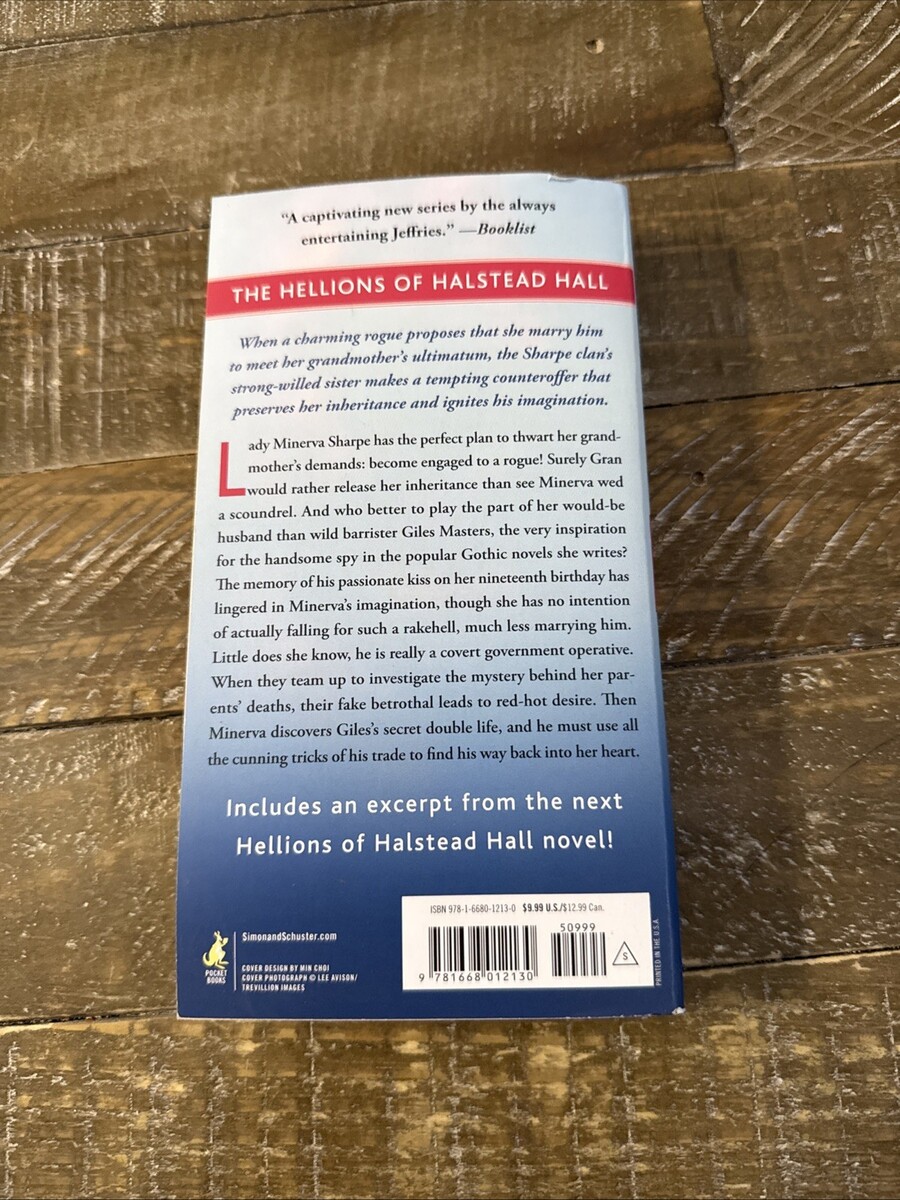 “A captivating new series by the always
entertaining Jeffries.” —Booklist
THE HELLIONS OF HALSTEAD HALL
When a charming rogue proposes that she marry him
to meet her grandmother’s ultimatum, the Sharpe clan’s
strong-willed sister makes a tempting counteroffer that
preserves her inheritance and ignites his imagination.
Lady Minerva Sharpe has the perfect plan to thwart her grand-
mother’s demands: become engaged to a rogue! Surely Gran
would rather release her inheritance than see Minerva wed
a scoundrel. And who better to play the part of her would-be
husband than wild barrister Giles Masters, the very inspiration
for the handsome spy in the popular Gothic novels she writes?
The memory of his passionate kiss on her nineteenth birthday has
lingered in Minerva’s imagination, though she has no intention
of actually falling for such a rakehell, much less marrying him.
Little does she know, he is really a covert government operative.
When they team up to investigate the mystery behind her par-
ents’ deaths, their fake betrothal leads to red-hot desire. Then
Minerva discovers Giles’s secret double life, and he must use all
the cunning tricks of his trade to find his way back into her heart.
Includes an excerpt from the next
Hellions of Halstead Hall novel!
ISBN 978-1-6680-1213-0 $9.99 U.S./$12.99 Can.
50999
9 781668 012130
S
PRINTED IN THE U.S.A.
POCKET
BOOKS
SimonandSchuster.com
COVER DESIGN BY MIN CHOI
COVER PHOTOGRAPH © LEE AVISON/
TREVILLION IMAGES